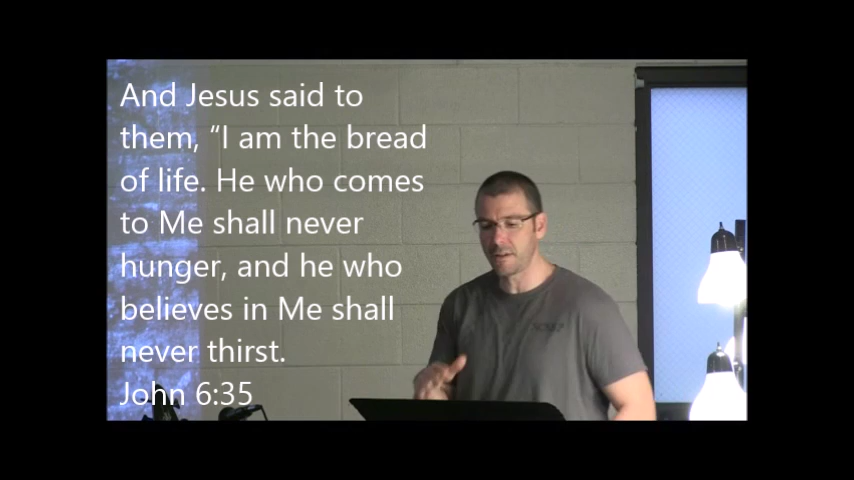 And Jesus said to
them, “I am the bread
of life. He who comes
to Me shall never
hunger, and he who
believes in Me shall
never thirst.
John 6:35